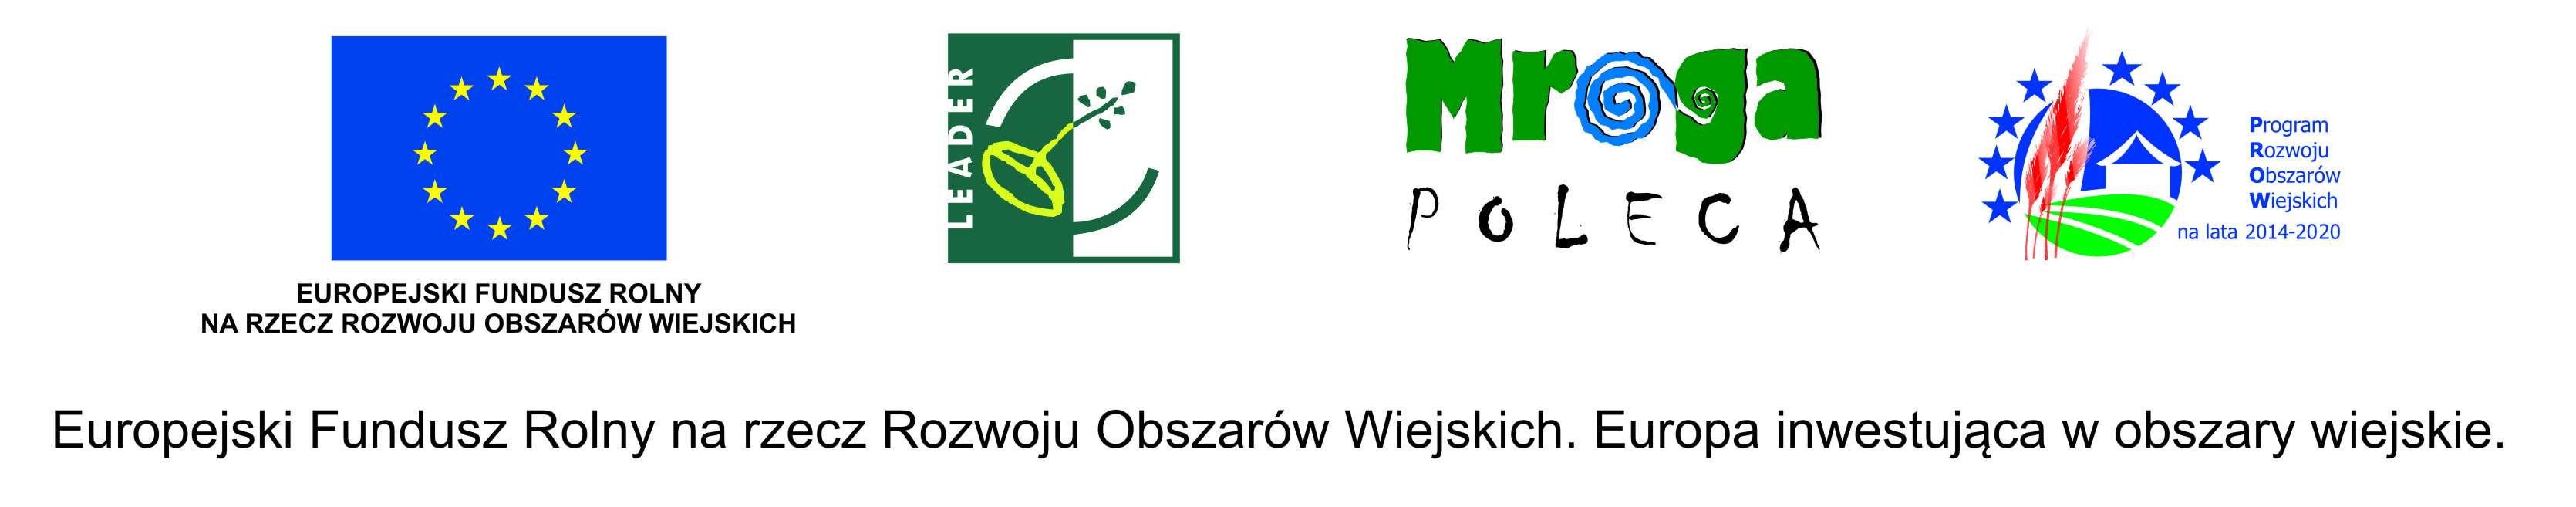 EUROPEJSKI FUNDUSZ ROLNY
NA RZECZ ROZWOJU OBSZARÓW WIEJSKICH
LEADER
Mroga
POLECA
Program
Rozwoju
Obszarów
Wiejskich
na lata 2014-2020
Europejski Fundusz Rolny na rzecz Rozwoju Obszarów Wiejskich. Europa inwestująca w obszary wiejskie.